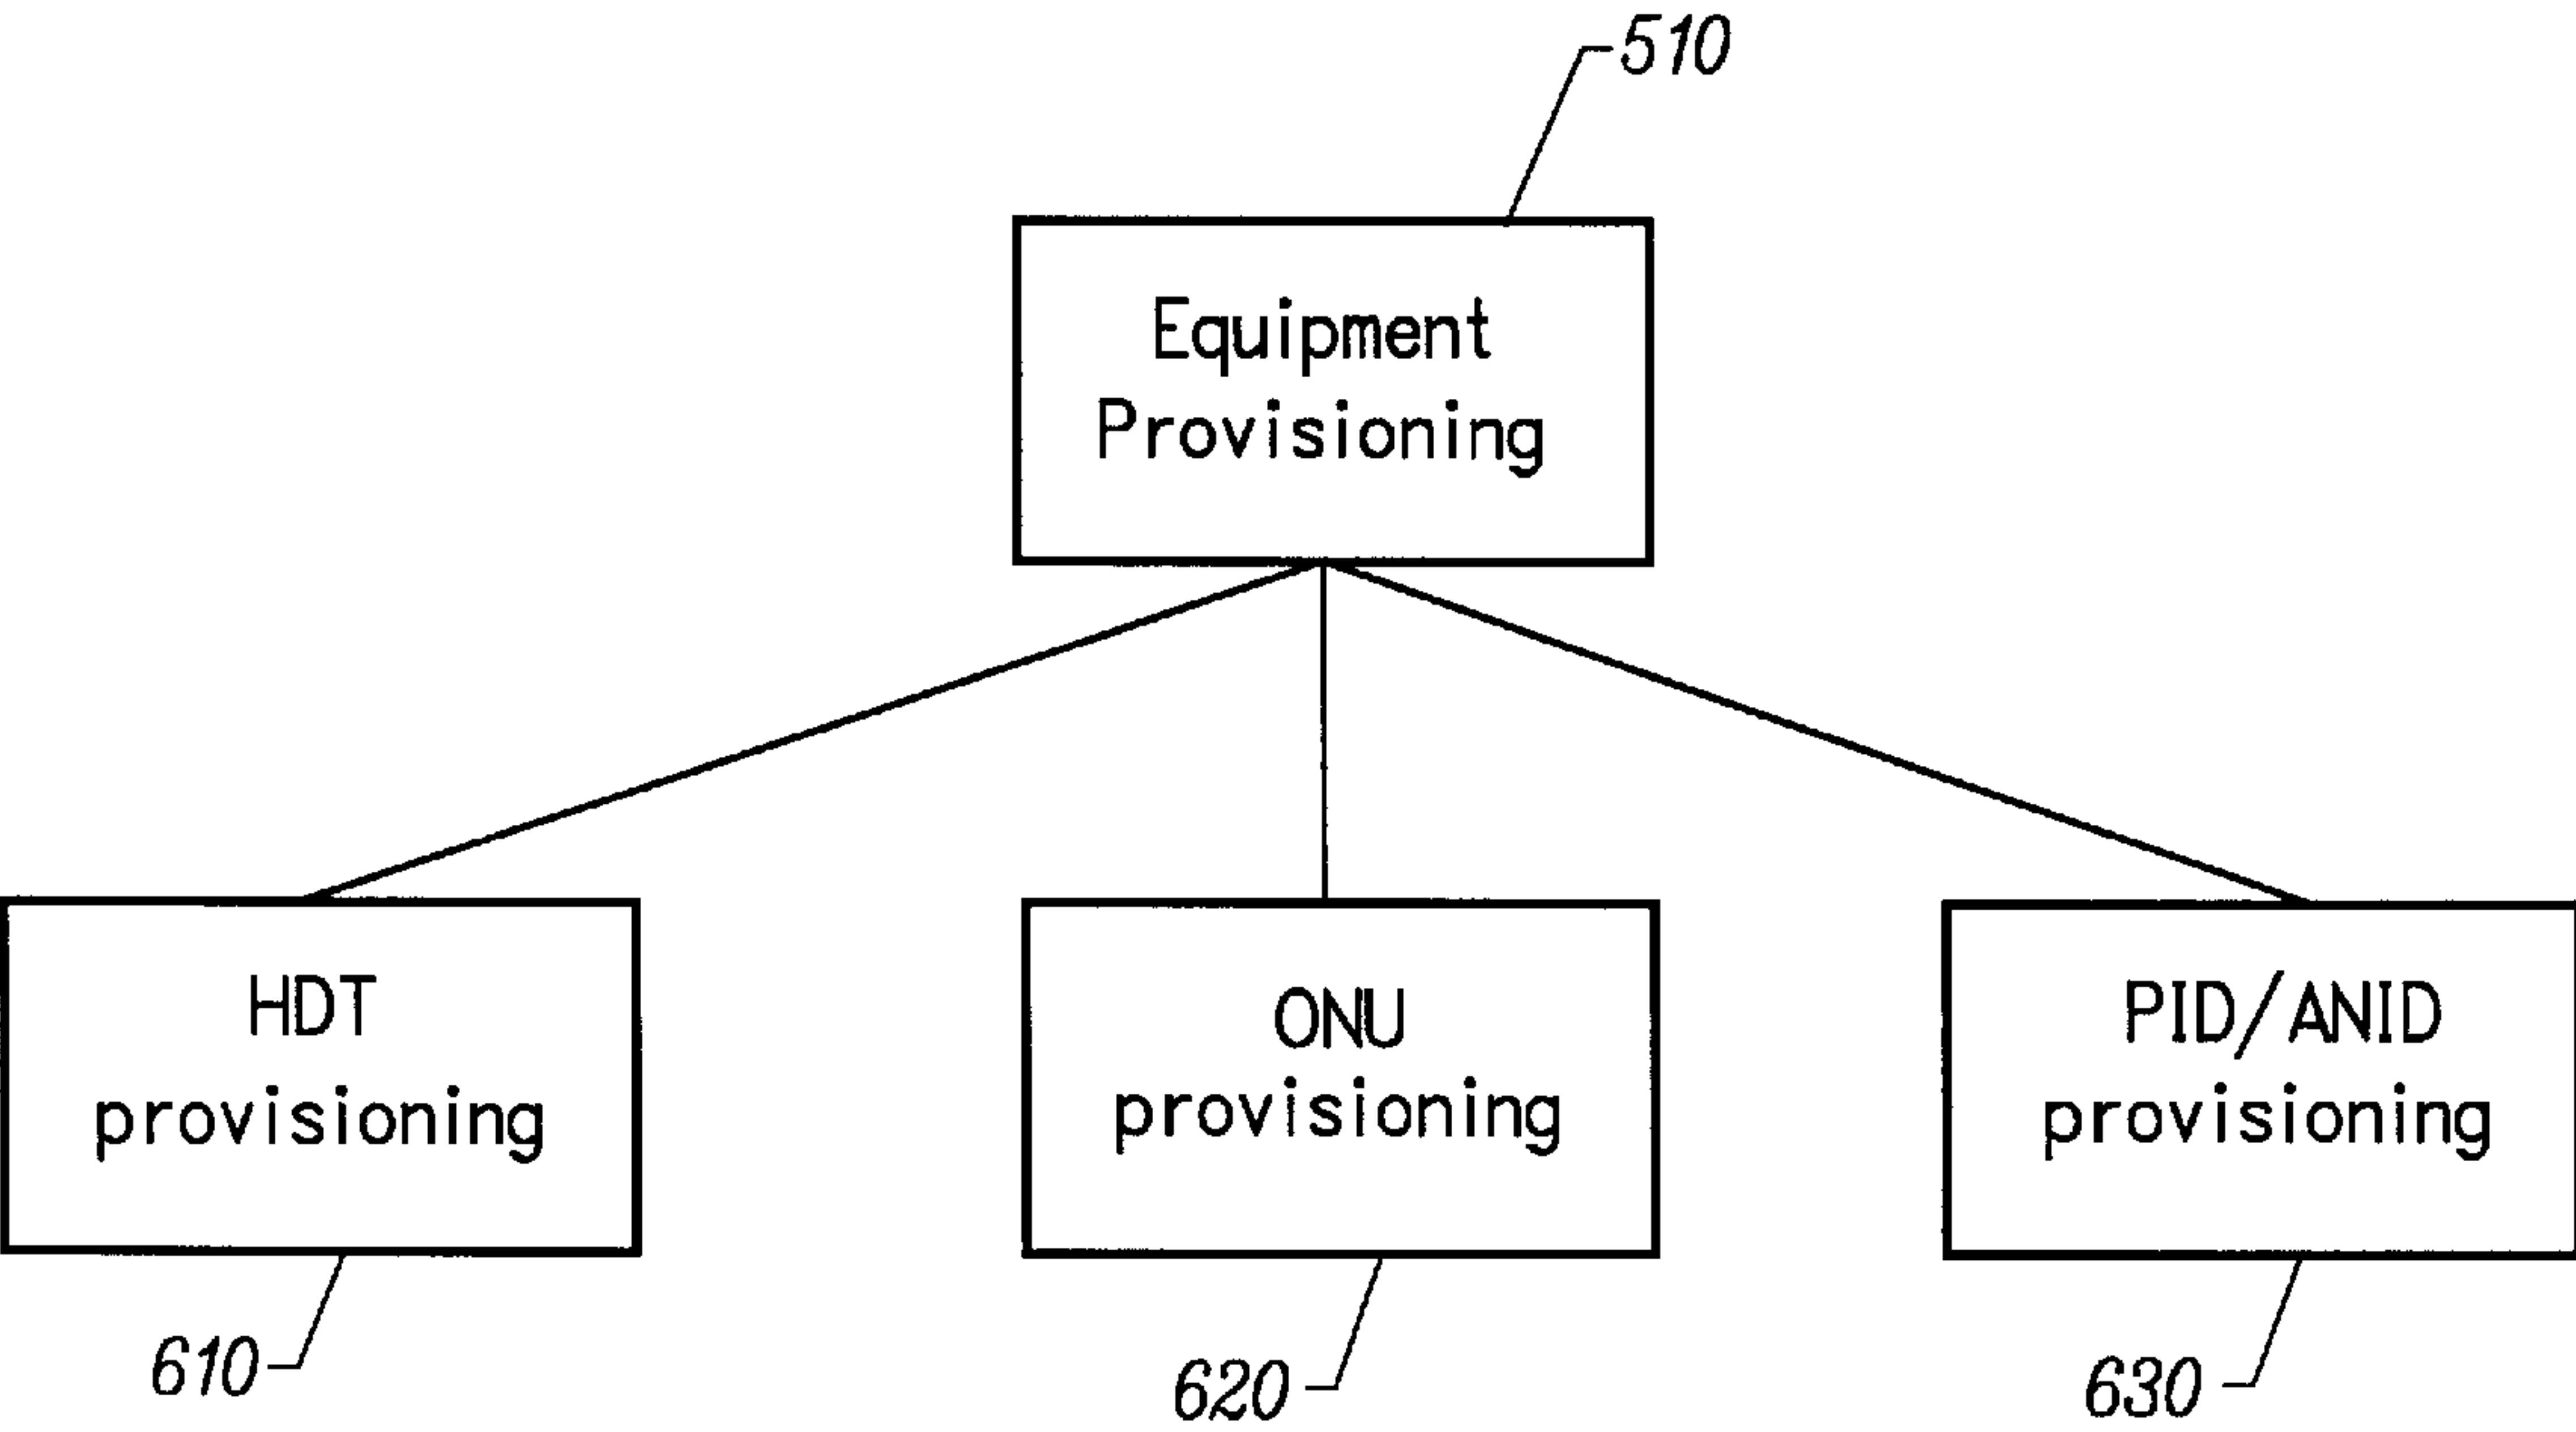 510
Equipment
Provisioning
HDT
provisioning
ONU
provisioning
PID/ANID
provisioning
610
620
630